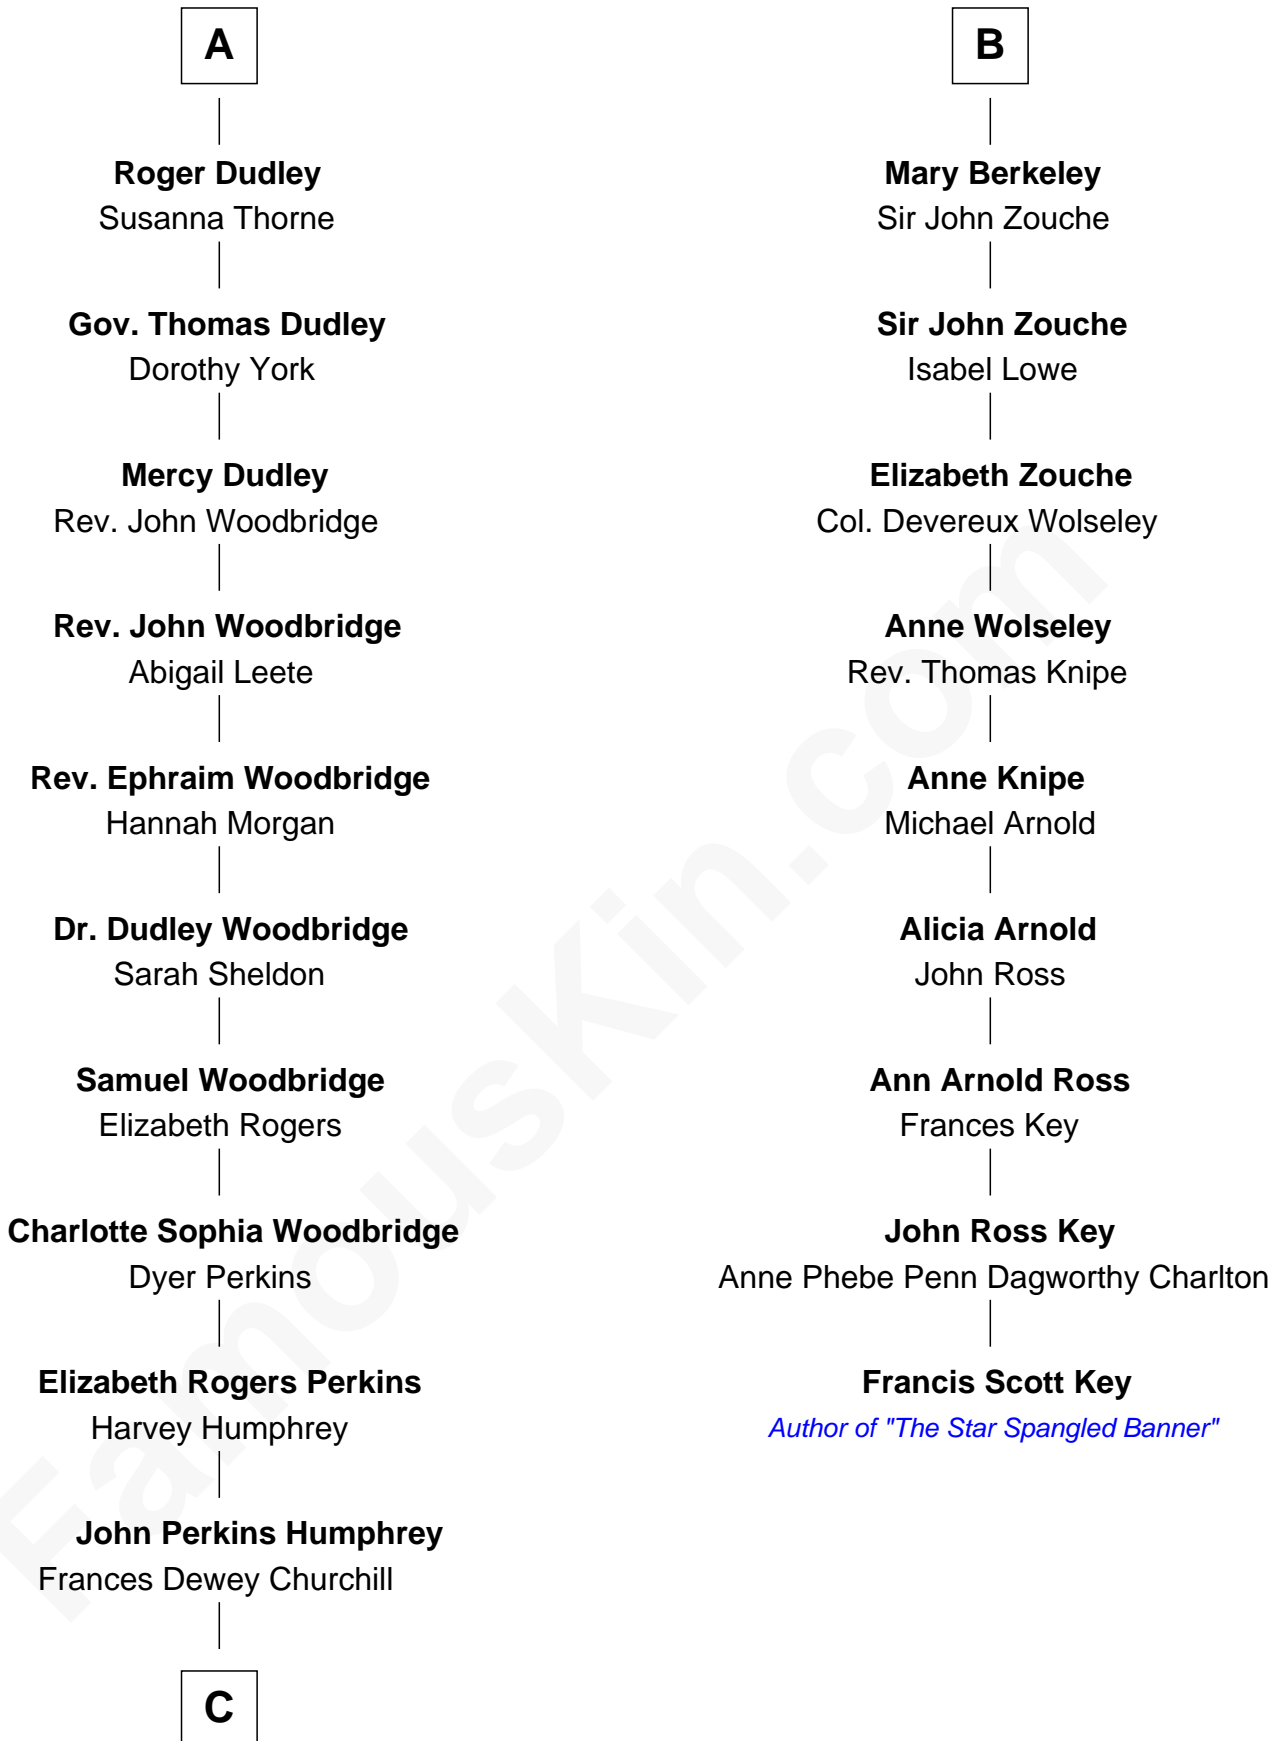 A
Roger Dudley
Susanna Thorne
Gov. Thomas Dudley
Dorothy York
Mercy Dudley
Rev. John Woodbridge
Rev. John Woodbridge
Abigail Leete
Rev. Ephraim Woodbridge
Hannah Morgan
Dr. Dudley Woodbridge
Sarah Sheldon
Samuel Woodbridge
Elizabeth Rogers
Charlotte Sophia Woodbridge
Dyer Perkins
Elizabeth Rogers Perkins
Harvey Humphrey
John Perkins Humphrey
Frances Dewey Churchill
C
B
Mary Berkeley
Sir John Zouche
Sir John Zouche
Isabel Lowe
Elizabeth Zouche
Col. Devereux Wolseley
Anne Wolseley
Rev. Thomas Knipe
Anne Knipe
Michael Arnold
Alicia Arnold
John Ross
Ann Arnold Ross
Frances Key
John Ross Key
Anne Phebe Penn Dagworthy Charlton
Francis Scott Key
Author of "The Star Spangled Banner"
FamousKin.com